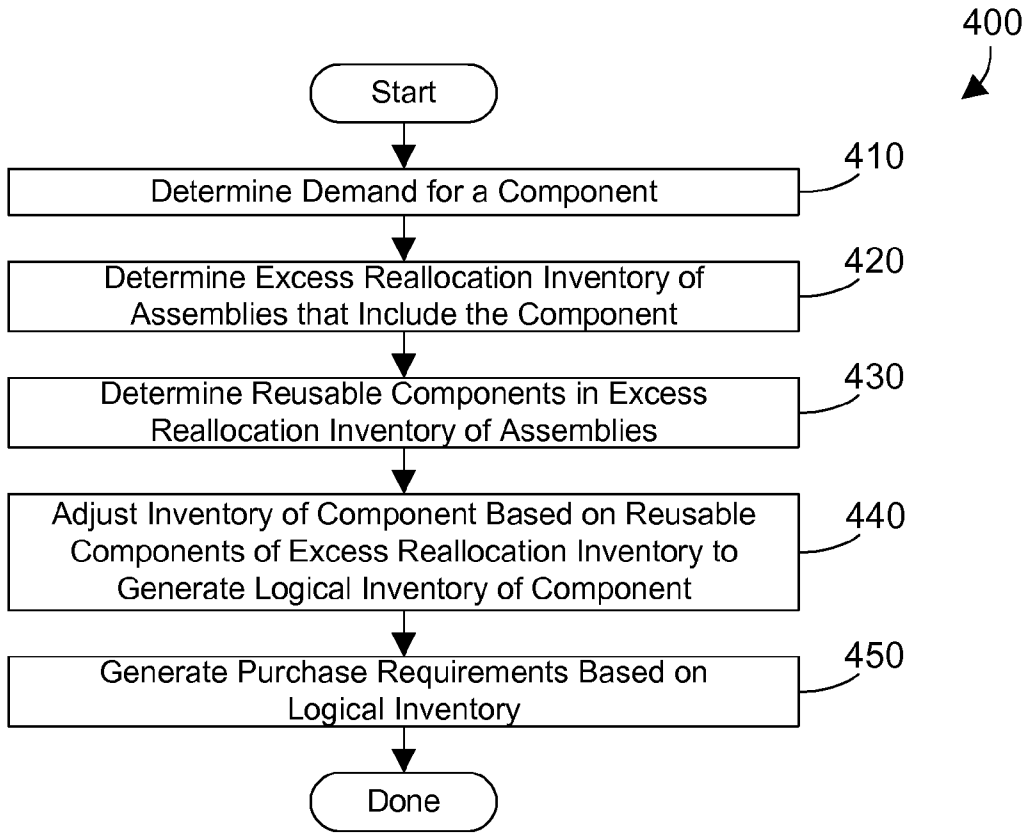 400
Start
410
Determine Demand for a Component
420
Determine Excess Reallocation Inventory of
Assemblies that Include the Component
430
Determine Reusable Components in Excess
Reallocation Inventory of Assemblies
440
Adjust Inventory of Component Based on Reusable
Components of Excess Reallocation Inventory to
Generate Logical Inventory of Component
450
Generate Purchase Requirements Based on
Logical Inventory
Done